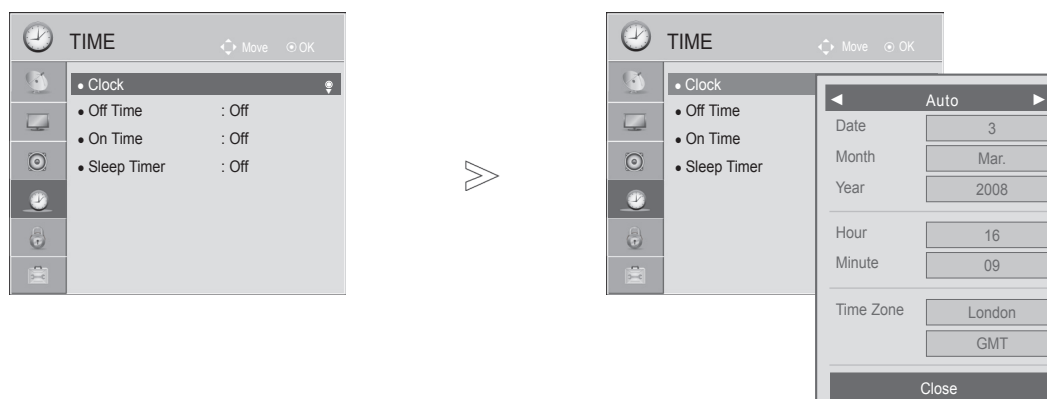 TIME
Move OK
• Clock
• Off Time : Off
• On Time : Off
• Sleep Timer : Off
TIME
Move OK
• Clock
• Off Time
• On Time
• Sleep Timer
◄ Auto ►
Date 3
Month Mar.
Year 2008
Hour 16
Minute 09
Time Zone London
GMT
Close